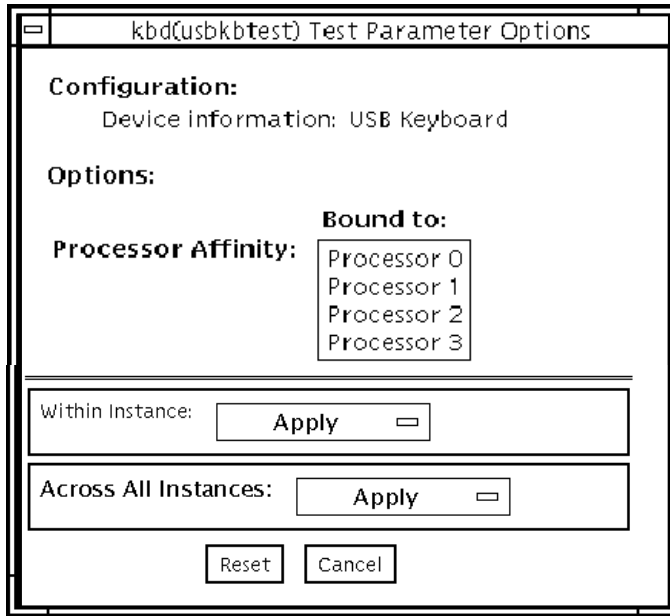 kbd(usbkbtest) Test Parameter Options
Configuration:
Device information: USB Keyboard
Options:
Bound to:
Processor Affinity:
Processor 0
Processor 1
Processor 2
Processor 3
Within Instance: Apply
Across All Instances: Apply
Reset Cancel